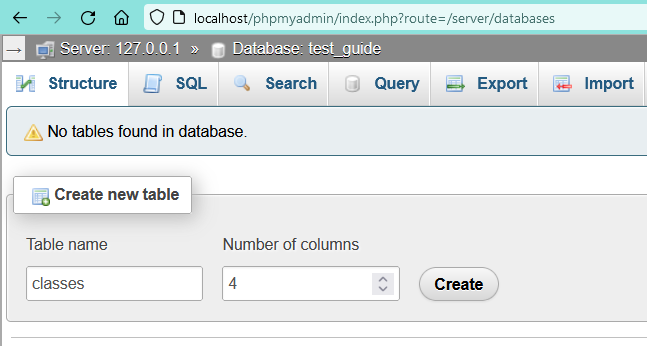 localhost/phpmyadmin/index.php?route=/server/databases
Server: 127.0.0.1 » Database: test_guide
Structure SQL Search Query Export Import
No tables found in database.
Create new table
Table name Number of columns
classes 4 Create